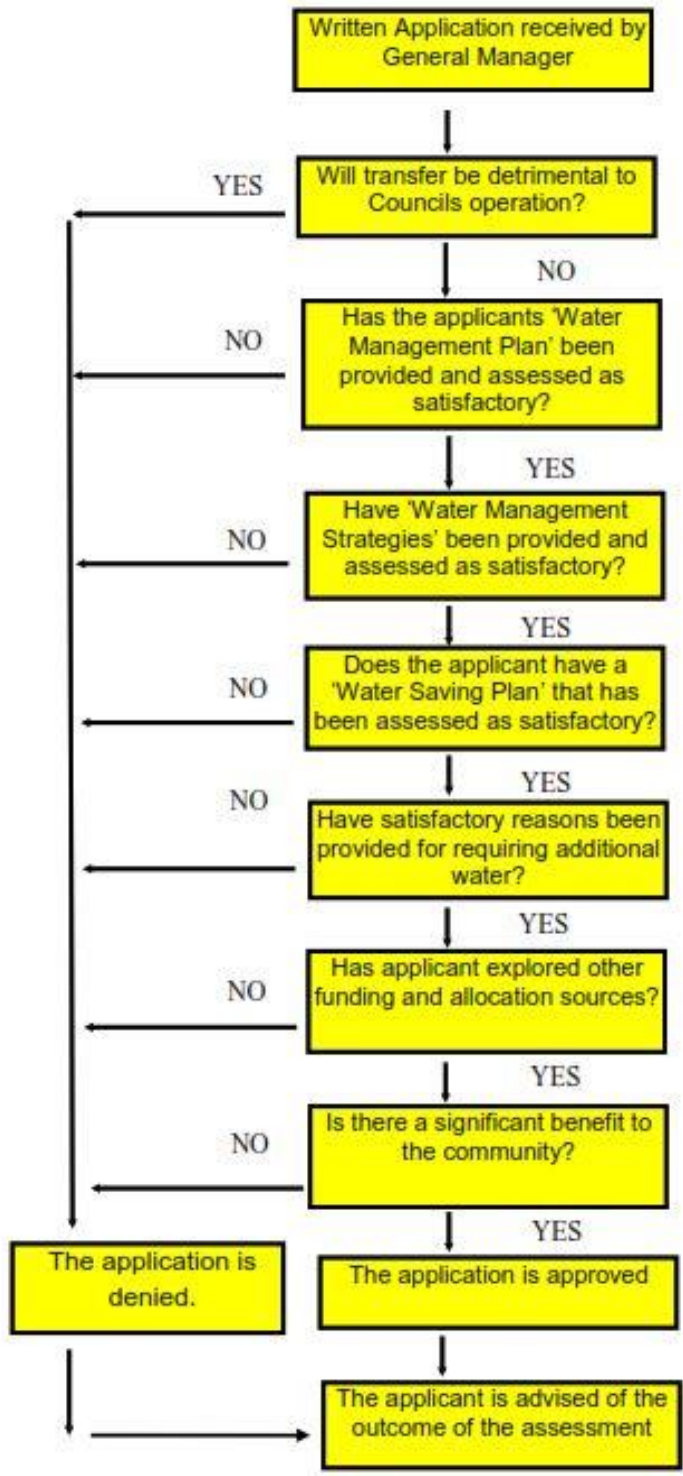 Written Application received by
General Manager
YES
Will transfer be detrimental to
Councils operation?
NO
NO
Has the applicants ‘Water
Management Plan’ been
provided and assessed as
satisfactory?
YES
NO
Have ‘Water Management
Strategies’ been provided and
assessed as satisfactory?
YES
NO
Does the applicant have a
‘Water Saving Plan’ that has
been assessed as satisfactory?
YES
NO
Have satisfactory reasons been
provided for requiring additional
water?
YES
NO
Has applicant explored other
funding and allocation sources?
YES
NO
Is there a significant benefit to
the community?
YES
The application is
denied.
The application is approved
The applicant is advised of the
outcome of the assessment